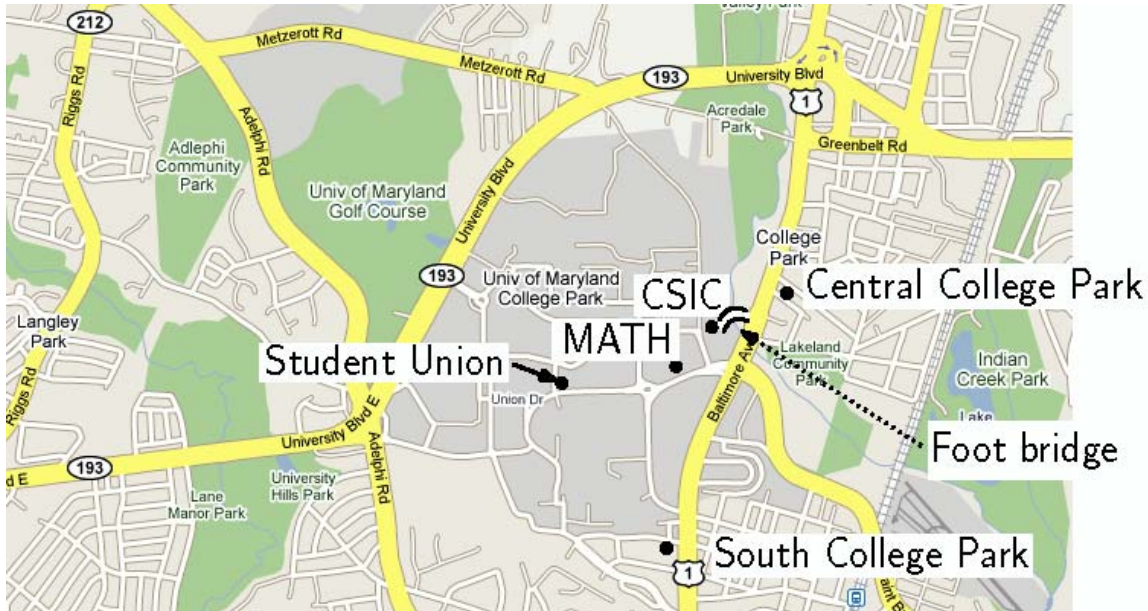 Valley Park
212
Metzerott Rd
Metzerott Rd
193
University Blvd
1
Riggs Rd
Adelphi Rd
Acredale
Park
Greenbelt Rd
Adlephi
Community
Park
Univ of Maryland
Golf Course
University Blvd
College
Park
193
Univ of Maryland
College Park
CSIC
Central College Park
Langley
Park
MATH
Student Union
Lakeland
Community
Park
Indian
Creek Park
Baltimore Ave
Union Dr
Lake
Riggs Rd
University Blvd E
Adelphi Rd
Foot bridge
193
d E
University
Hills Park
Lane
Manor Park
South College Park
1